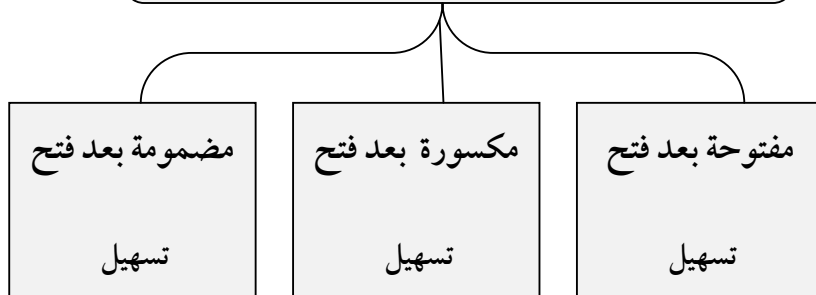 مفتوحة بعد فتح
تسهيل
مكسورة بعد فتح
تسهيل
مضمومة بعد فتح
تسهيل